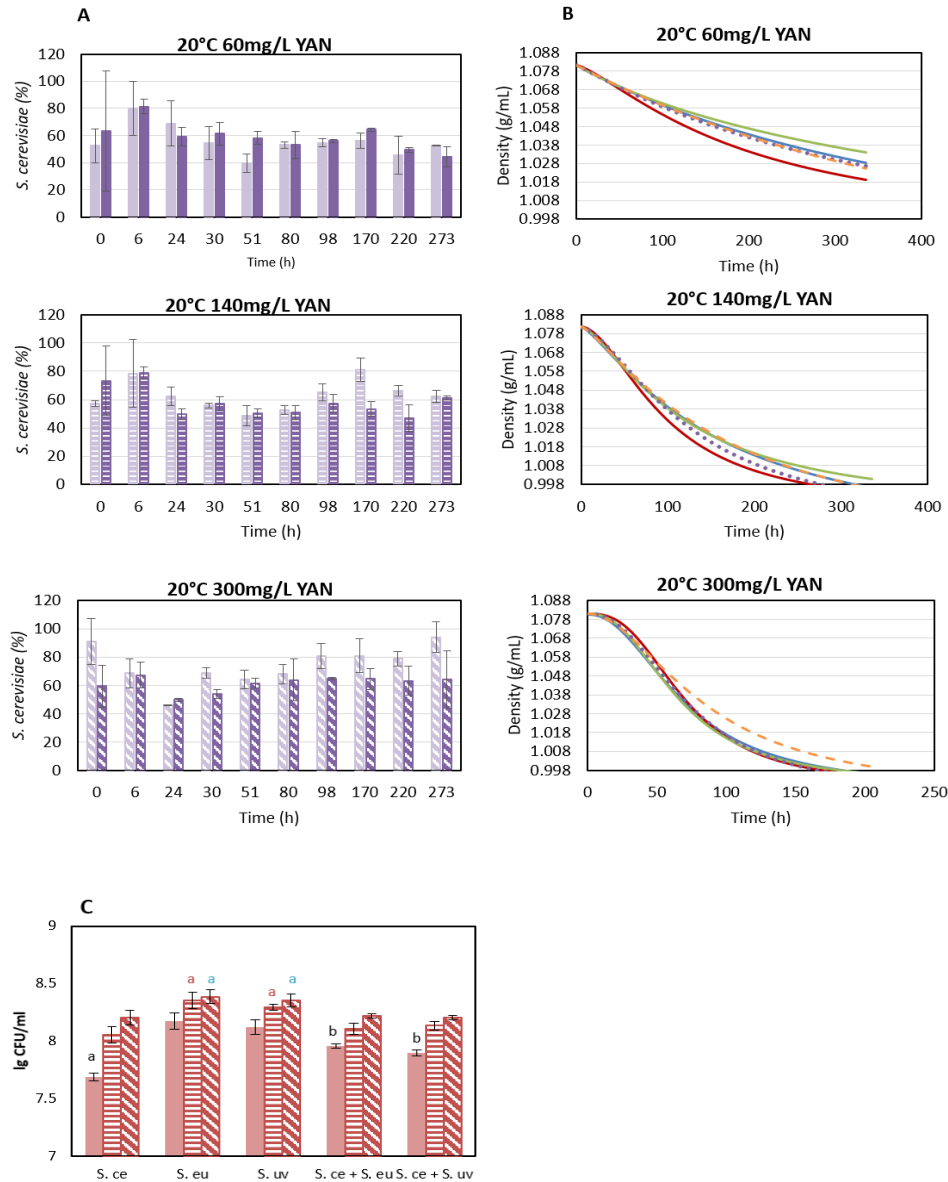 A
20°C 60mg/L YAN
S. cerevisiae (%)
120
100
80
60
40
20
0
0 6 24 30 51 80 98 170 220 273
Time (h)
20°C 140mg/L YAN
S. cerevisiae (%)
120
100
80
60
40
20
0
0 6 24 30 51 80 98 170 220 273
Time (h)
20°C 300mg/L YAN
S. cerevisiae (%)
120
100
80
60
40
20
0
0 6 24 30 51 80 98 170 220 273
Time (h)
B
20°C 60mg/L YAN
Density (g/mL)
1.088
1.078
1.068
1.058
1.048
1.038
1.028
1.018
1.008
0.998
0 100 200 300 400
Time (h)
20°C 140mg/L YAN
Density (g/mL)
1.088
1.078
1.068
1.058
1.048
1.038
1.028
1.018
1.008
0.998
0 100 200 300 400
Time (h)
20°C 300mg/L YAN
Density (g/mL)
1.088
1.078
1.068
1.058
1.048
1.038
1.028
1.018
1.008
0.998
0 50 100 150 200 250
Time (h)
C
lg CFU/ml
9
8.5
8
7.5
7
a
a a
a a
b
b
S. ce S. eu S. uv S. ce + S. eu S. ce + S. uv